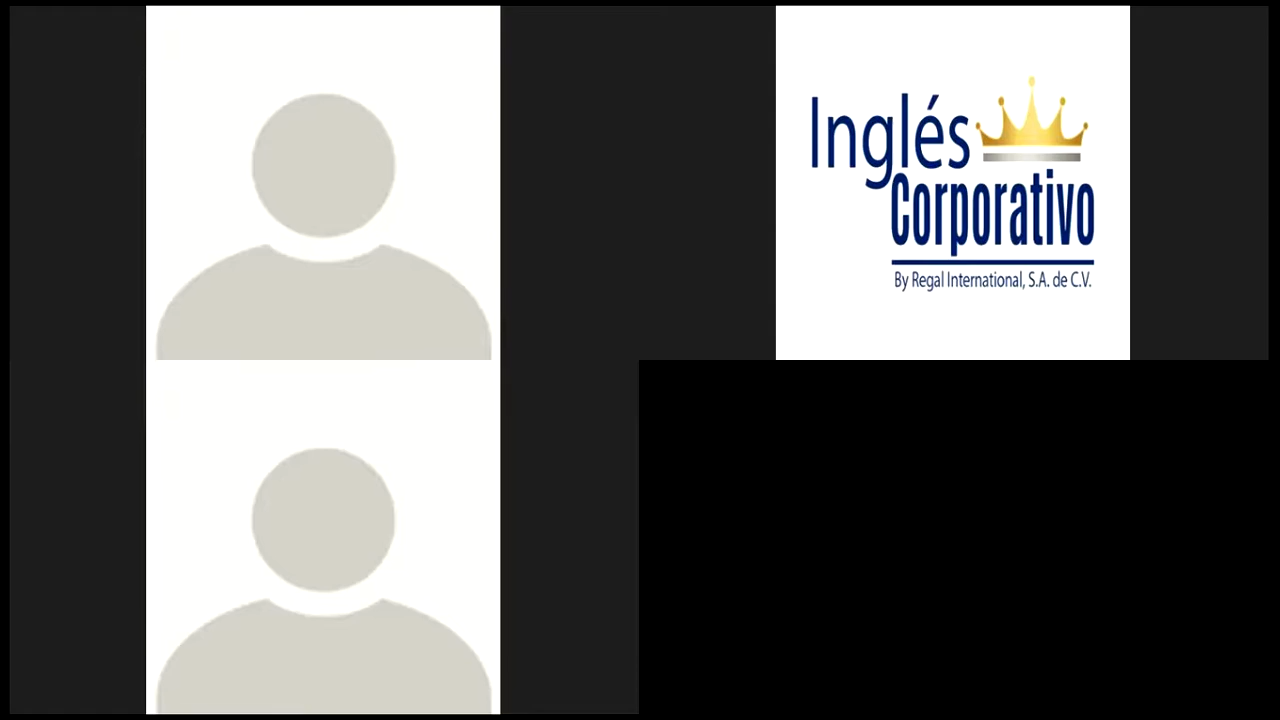 Inglés
Corporativo
By Regal International, S.A. de C.V.